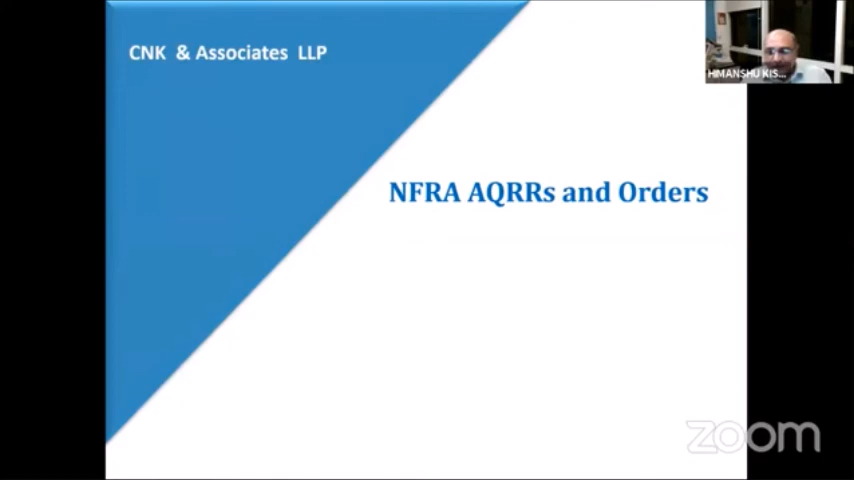 CNK & Associates LLP
HIMANSHU KIS...
NFRA AQRRs and Orders
zoom